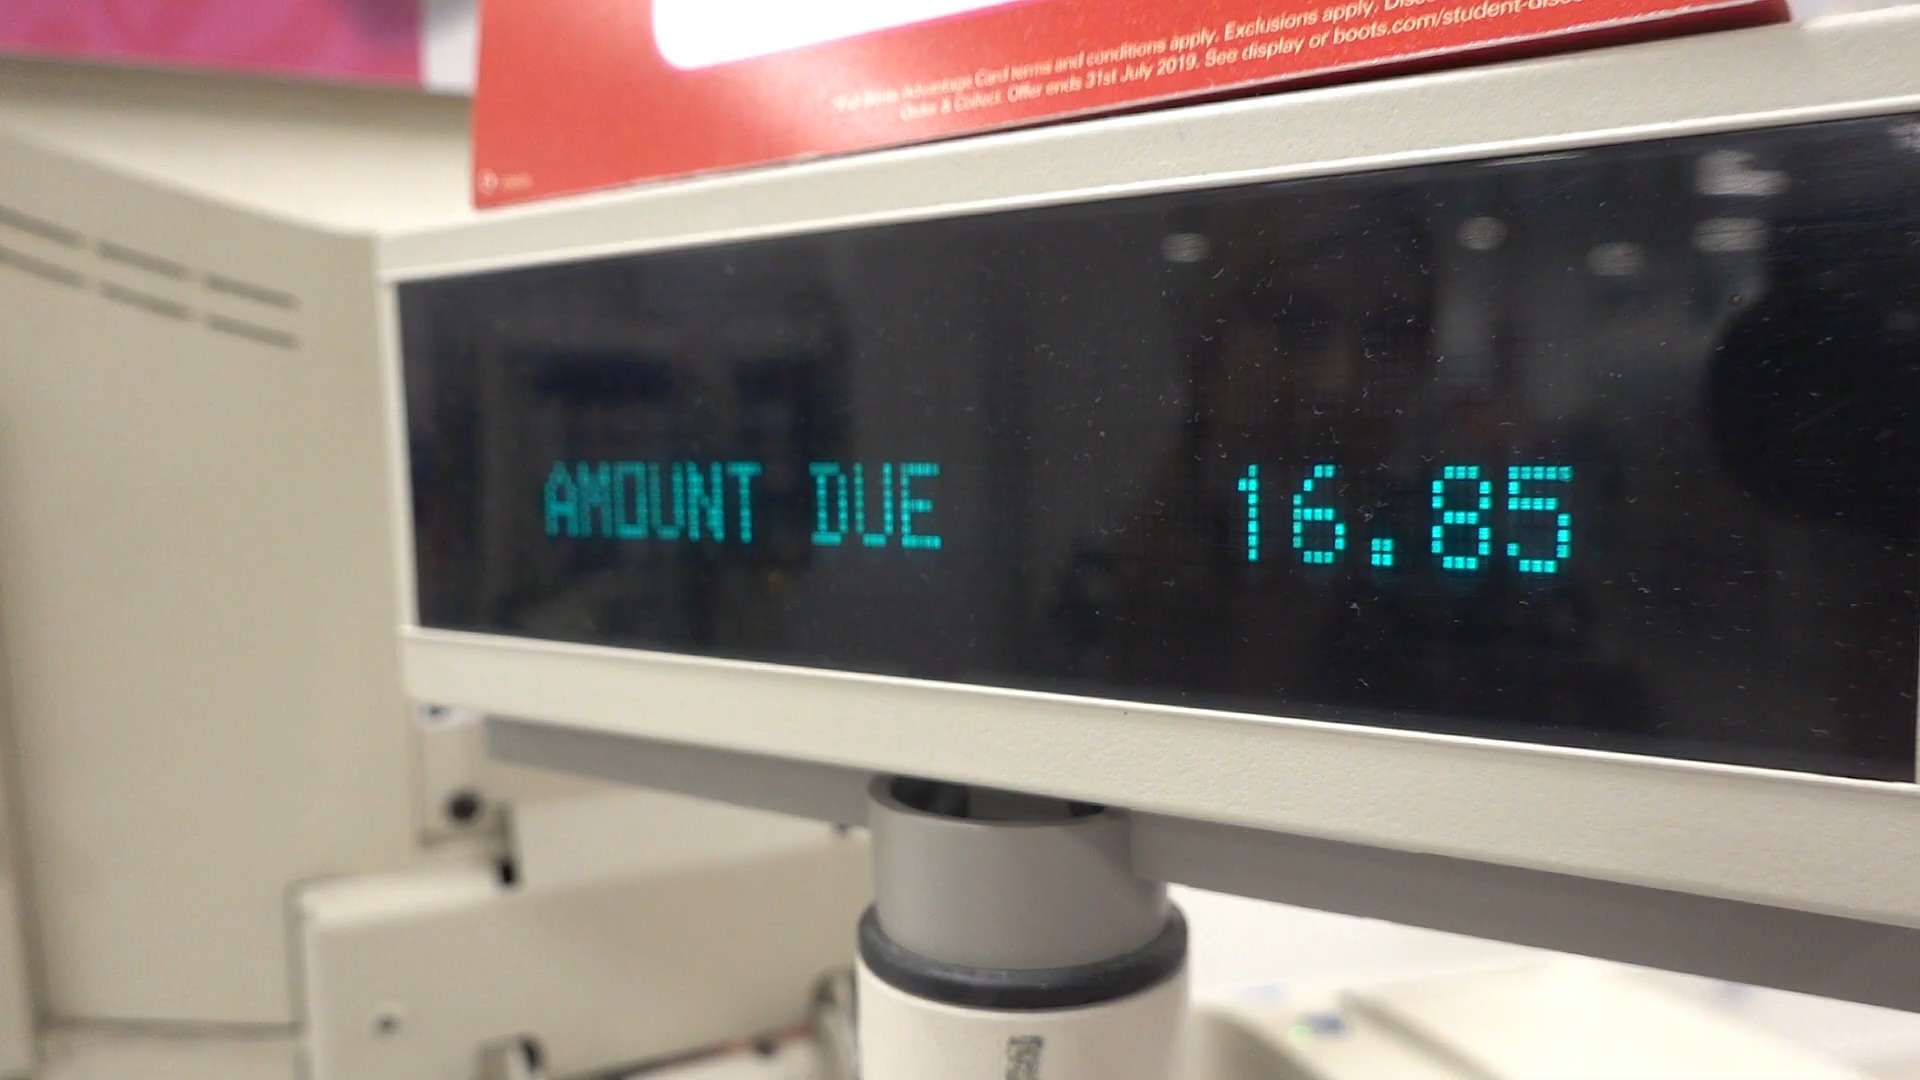 Boots Advantage Card terms and conditions apply. Exclusions apply.
Order & Collect. Offer ends 31st July 2019. See display or boots.com/student-disc
AMOUNT DUE 16.85